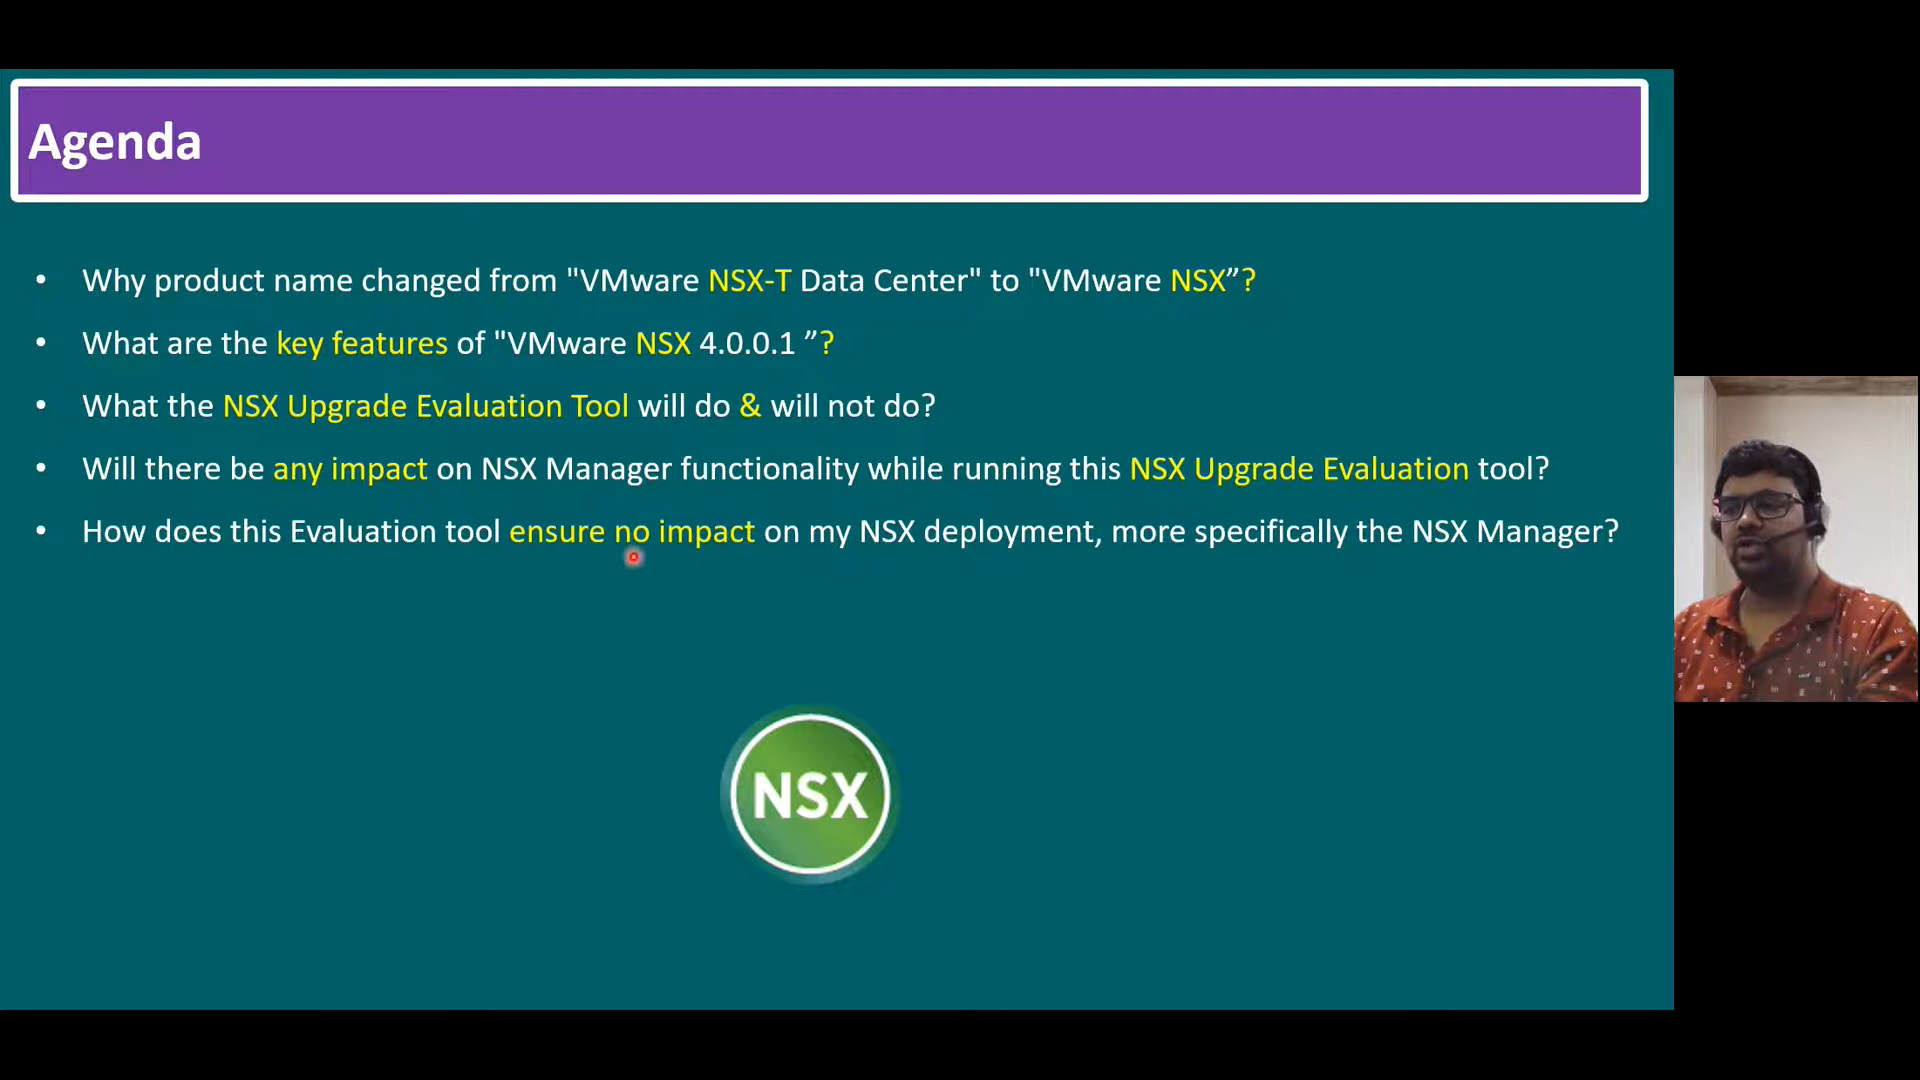 Agenda
• Why product name changed from "VMware NSX-T Data Center" to "VMware NSX”?
• What are the key features of "VMware NSX 4.0.0.1 ”?
• What the NSX Upgrade Evaluation Tool will do & will not do?
• Will there be any impact on NSX Manager functionality while running this NSX Upgrade Evaluation tool?
• How does this Evaluation tool ensure no impact on my NSX deployment, more specifically the NSX Manager?
NSX